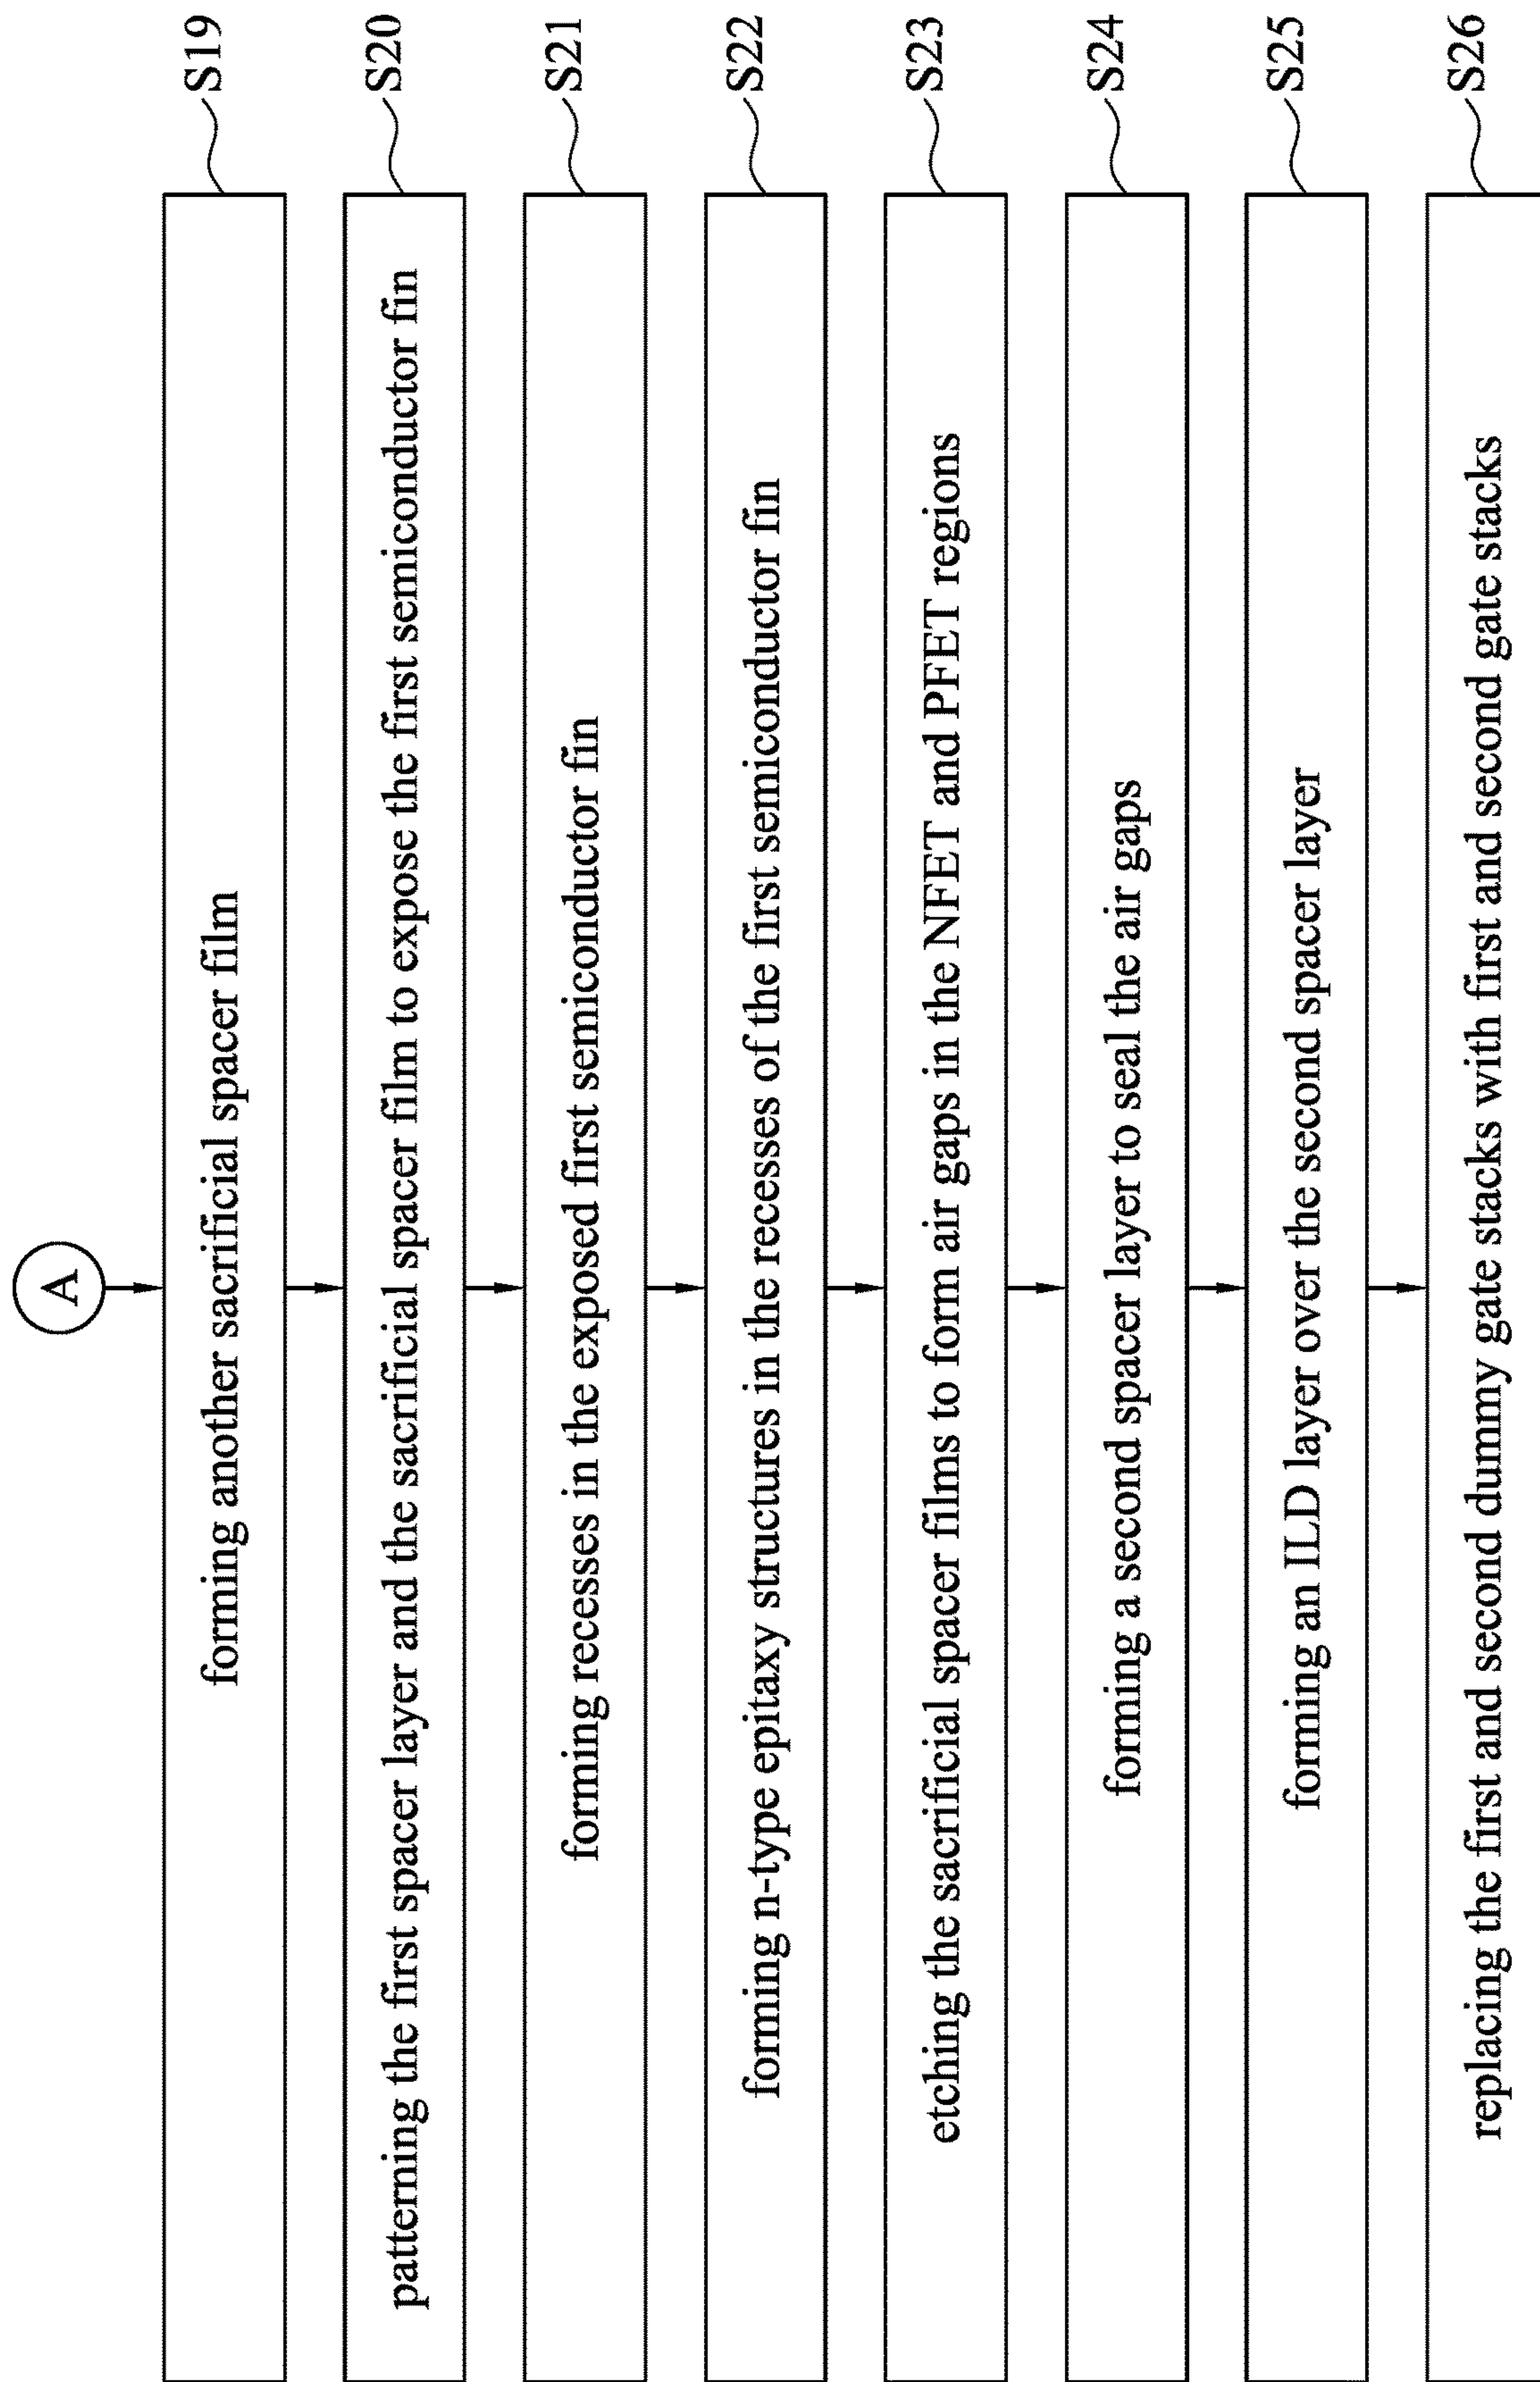 A
forming another sacrificial spacer film
S19
patterning the first spacer layer and the sacrificial spacer film to expose the first semiconductor fin
S20
forming recesses in the exposed first semiconductor fin
S21
forming n-type epitaxy structures in the recesses of the first semiconductor fin
S22
etching the sacrificial spacer films to form air gaps in the NFET and PFET regions
S23
forming a second spacer layer to seal the air gaps
S24
forming an ILD layer over the second spacer layer
S25
replacing the first and second dummy gate stacks with first and second gate stacks
S26